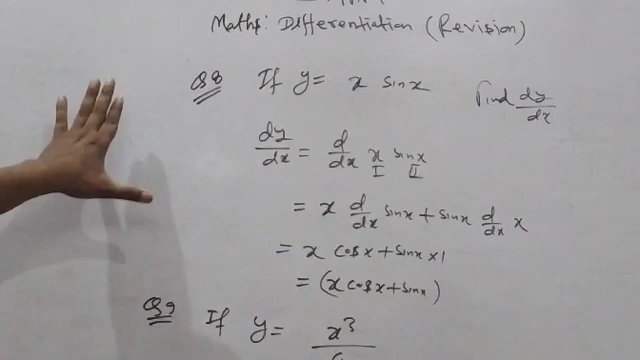 Maths: Differentiation (Revision)
Q8 If y = x sinx Find dy/dx
dy/dx = d/dx x sinx
I II
= x d/dx sinx + sinx d/dx x
= x cosx + sinx × 1
= (x cosx + sinx)
Q9 If y = x³